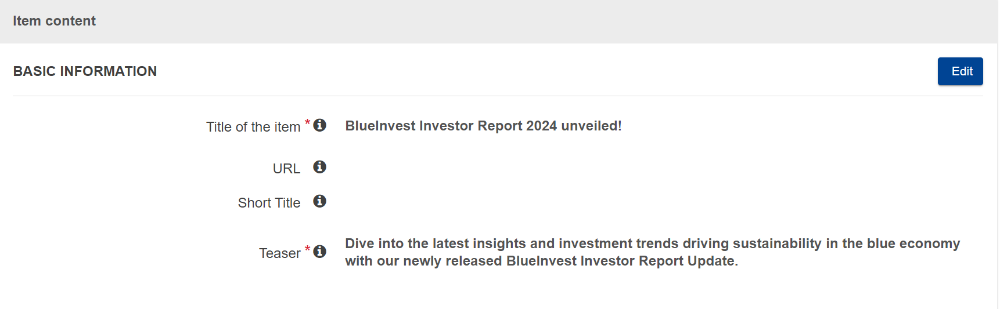 Item content
BASIC INFORMATION
Edit
Title of the item *
BlueInvest Investor Report 2024 unveiled!
URL
Short Title
Teaser *
Dive into the latest insights and investment trends driving sustainability in the blue economy
with our newly released BlueInvest Investor Report Update.